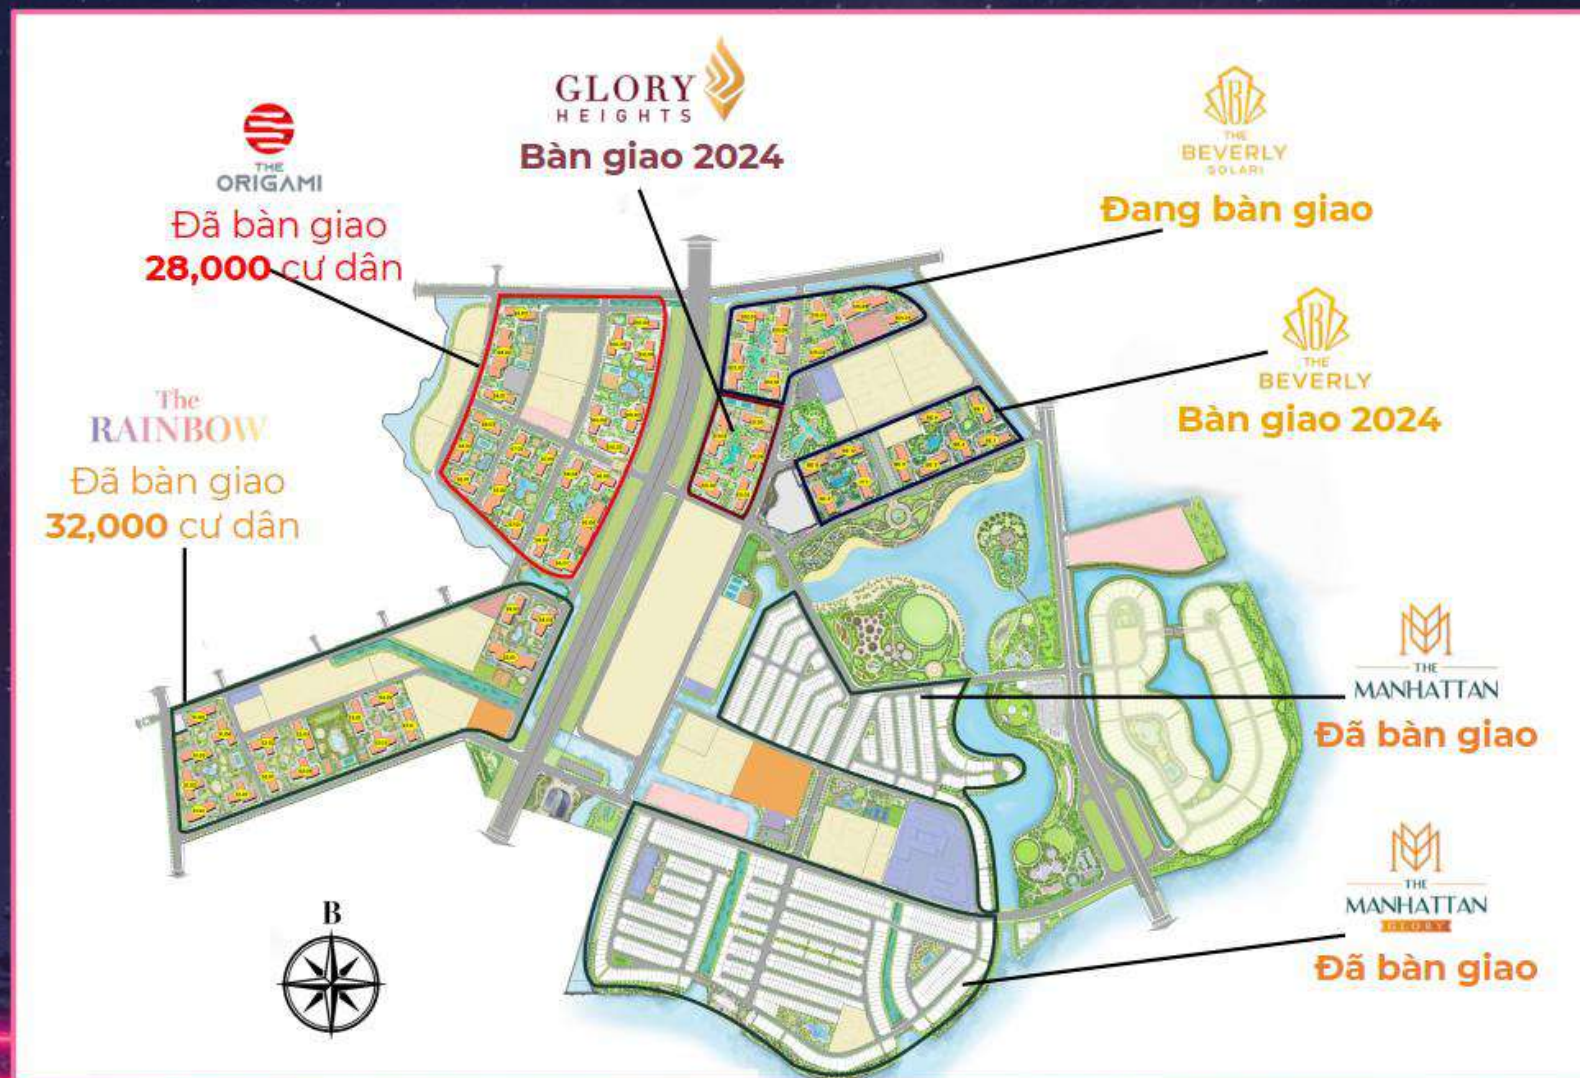 GLORY
HEIGHTS
Bàn giao 2024
THE
ORIGAMI
Đã bàn giao
28,000 cư dân
THE
BEVERLY
SOLARI
Đang bàn giao
THE
BEVERLY
Bàn giao 2024
The
RAINBOW
Đã bàn giao
32,000 cư dân
THE
MANHATTAN
Đã bàn giao
THE
MANHATTAN
GLORY
Đã bàn giao
B